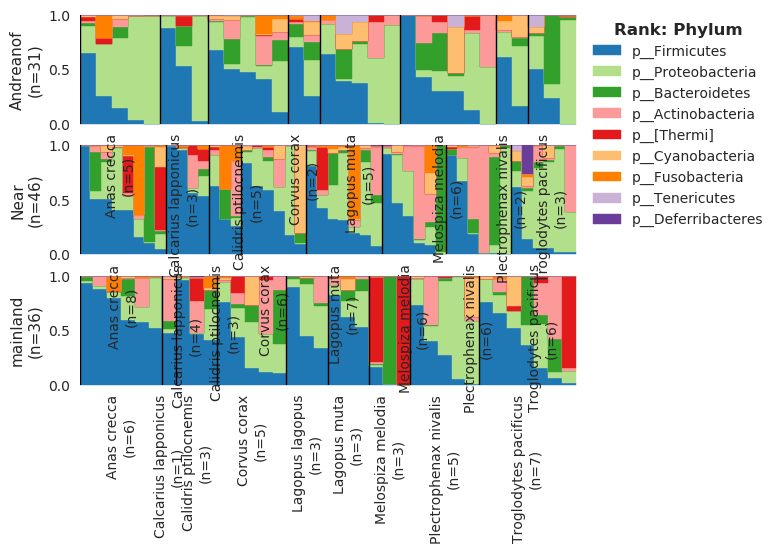 Rank: Phylum
p__Firmicutes
p__Proteobacteria
p__Bacteroidetes
p__Actinobacteria
p__[Thermi]
p__Cyanobacteria
p__Fusobacteria
p__Tenericutes
p__Deferribacteres
Andreanof
(n=31)
1.0
0.5
0.0
Anas crecca
(n=5)
Calcarius lapponicus
(n=3)
Calidris ptilocnemis
(n=5)
Corvus corax
(n=2)
Lagopus muta
(n=5)
Melospiza melodia
(n=6)
Plectrophenax nivalis
(n=2)
Troglodytes pacificus
(n=3)
Near
(n=46)
1.0
0.5
0.0
Anas crecca
(n=8)
Calcarius lapponicus
(n=4)
Calidris ptilocnemis
(n=3)
Corvus corax
(n=6)
Lagopus muta
(n=7)
Melospiza melodia
(n=6)
Plectrophenax nivalis
(n=6)
Troglodytes pacificus
(n=6)
mainland
(n=36)
1.0
0.5
0.0
Anas crecca
(n=6)
Calcarius lapponicus
(n=1)
Calidris ptilocnemis
(n=3)
Corvus corax
(n=5)
Lagopus lagopus
(n=3)
Lagopus muta
(n=3)
Melospiza melodia
(n=3)
Plectrophenax nivalis
(n=5)
Troglodytes pacificus
(n=7)